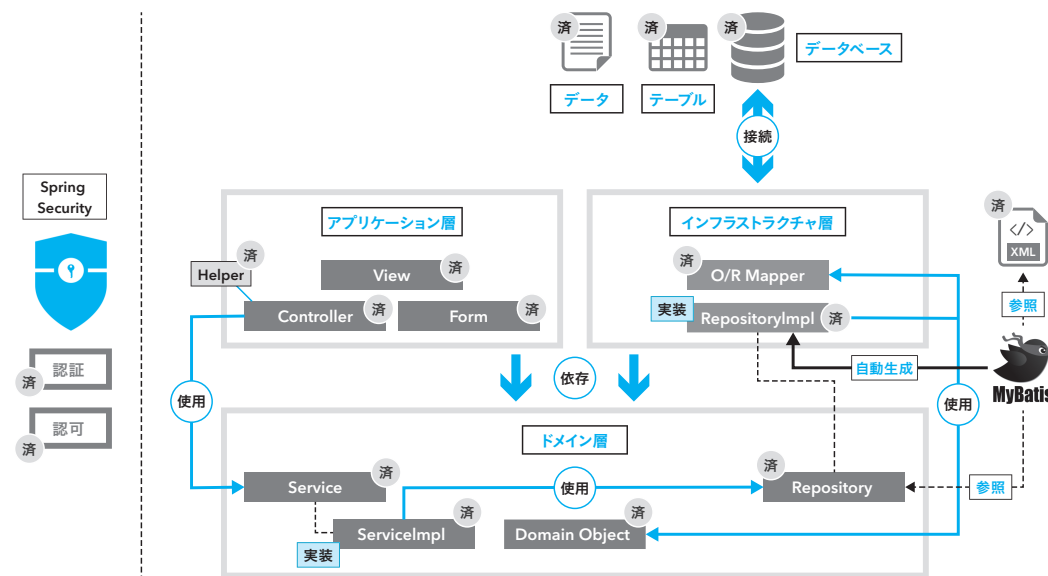 済
済
済
データベース
データ
テーブル
接続
Spring
Security
済
認証
済
認可
アプリケーション層
済
Helper
View
済
Controller
済
Form
済
インフラストラクチャ層
済
O/R Mapper
実装
RepositoryImpl
済
済
</>
XML
参照
自動生成
MyBatis
依存
使用
使用
ドメイン層
Service
済
使用
済
Repository
参照
ServiceImpl
済
実装
Domain Object
済